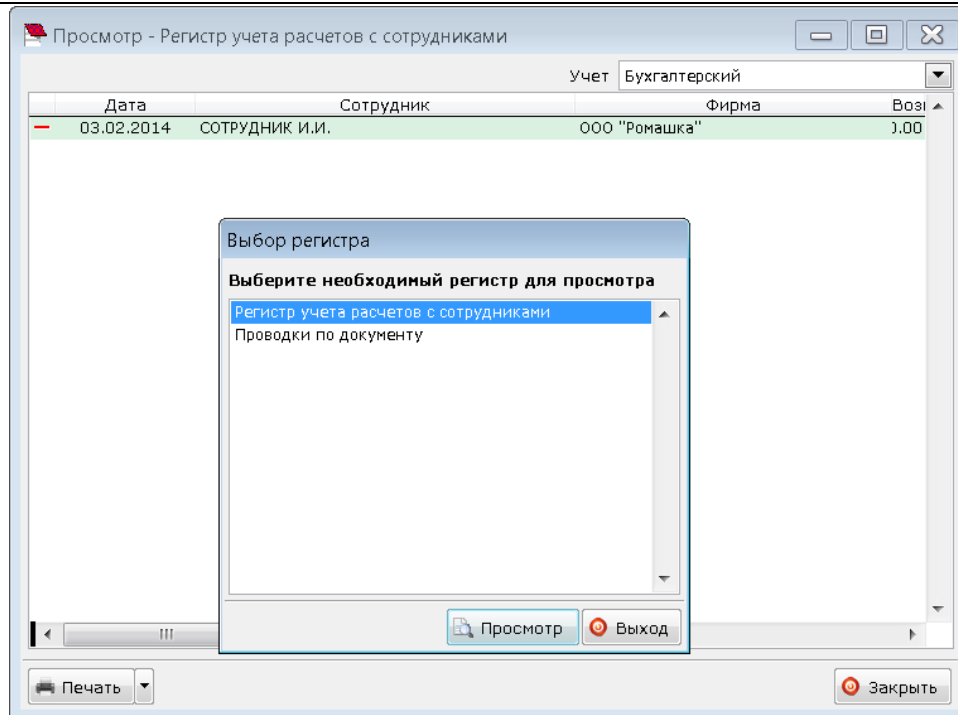 Просмотр - Регистр учета расчетов с сотрудниками
Учет Бухгалтерский
Дата Сотрудник Фирма
03.02.2014 СОТРУДНИК И.И. ООО "Ромашка" .00
Выбор регистра
Выберите необходимый регистр для просмотра
Регистр учета расчетов с сотрудниками
Проводки по документу
Просмотр Выход
Печать Закрыть